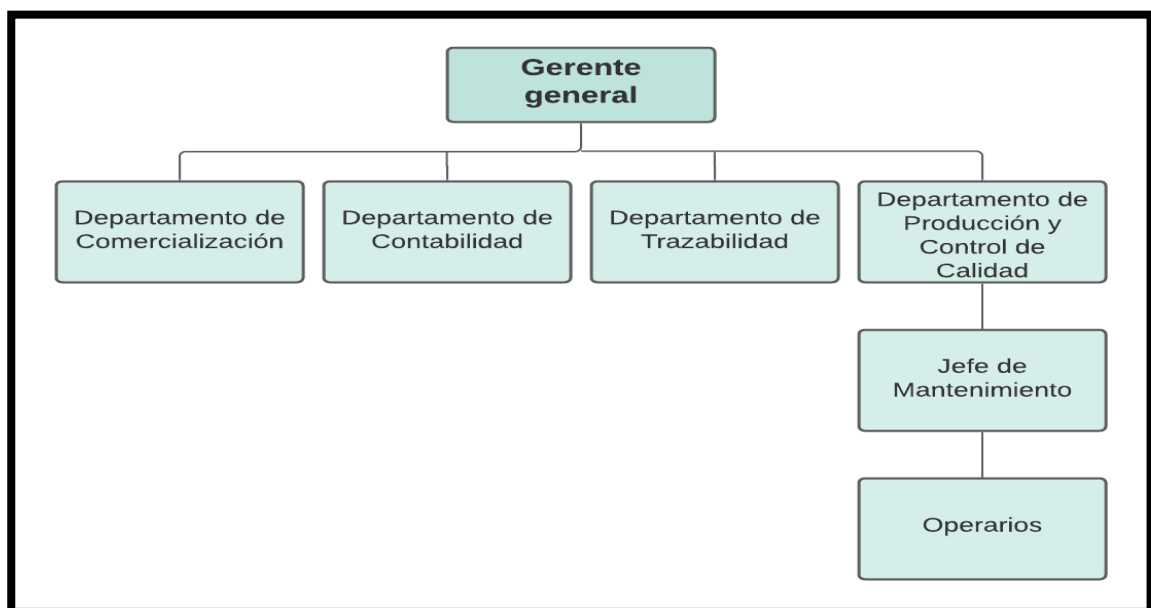 Gerente
general
Departamento de
Comercialización
Departamento de
Contabilidad
Departamento de
Trazabilidad
Departamento de
Producción y
Control de
Calidad
Jefe de
Mantenimiento
Operarios